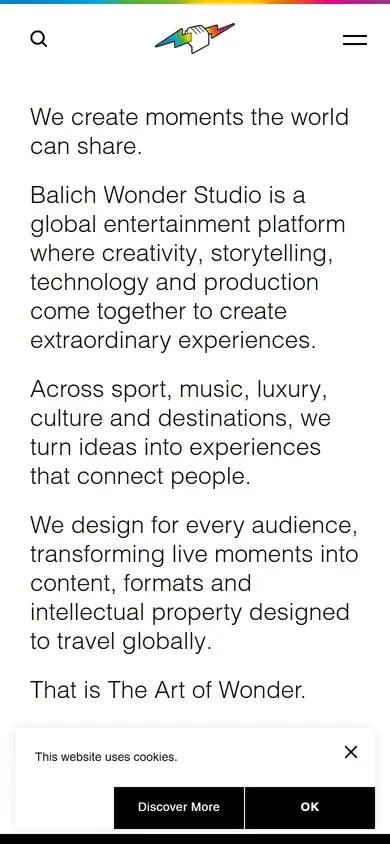 We create moments the world
can share.
Balich Wonder Studio is a
global entertainment platform
where creativity, storytelling,
technology and production
come together to create
extraordinary experiences.
Across sport, music, luxury,
culture and destinations, we
turn ideas into experiences
that connect people.
We design for every audience,
transforming live moments into
content, formats and
intellectual property designed
to travel globally.
That is The Art of Wonder.
This website uses cookies.
Discover More
OK